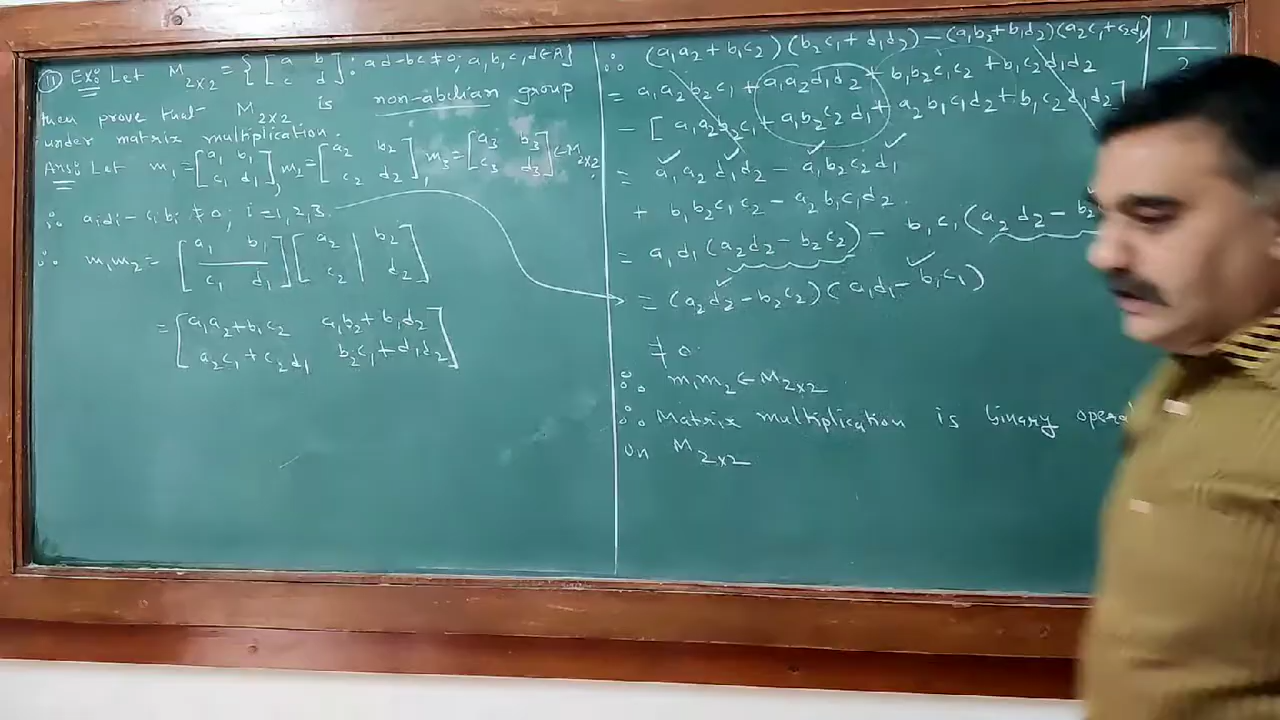 (11) Ex: Let M2x2 = { [a b c d] : ad-bc≠0; a,b,c,d∈R}
then prove that M2x2 is non-abelian group
under matrix multiplication.
Ans: Let m1 = [a1 b1 c1 d1], m2 = [a2 b2 c2 d2], m3 = [a3 b3 c3 d3] ∈ M2x2
∴ aidi - cibi ≠ 0; i=1,2,3.
∴ m1m2 = [a1 b1 c1 d1] [a2 b2 c2 d2]
= [a1a2+b1c2 a1b2+b1d2
a2c1+c2d1 b2c1+d1d2]
∴ (a1a2+b1c2)(b2c1+d1d2)-(a1b2+b1d2)(a2c1+c2d1)
= a1a2b2c1 + a1a2d1d2 + b1b2c1c2 + b1c2d1d2
- [a1a2b2c1 + a1b2c2d1 + a2b1c1d2 + b1c2d1d2]
= a1a2d1d2 - a1b2c2d1
+ b1b2c1c2 - a2b1c1d2.
= a1d1(a2d2-b2c2) - b1c1(a2d2-b2
= (a2d2-b2c2)(a1d1-b1c1)
≠ 0.
∴ m1m2 ∈ M2x2
∴ Matrix multiplication is binary opera
on M2x2
11
2